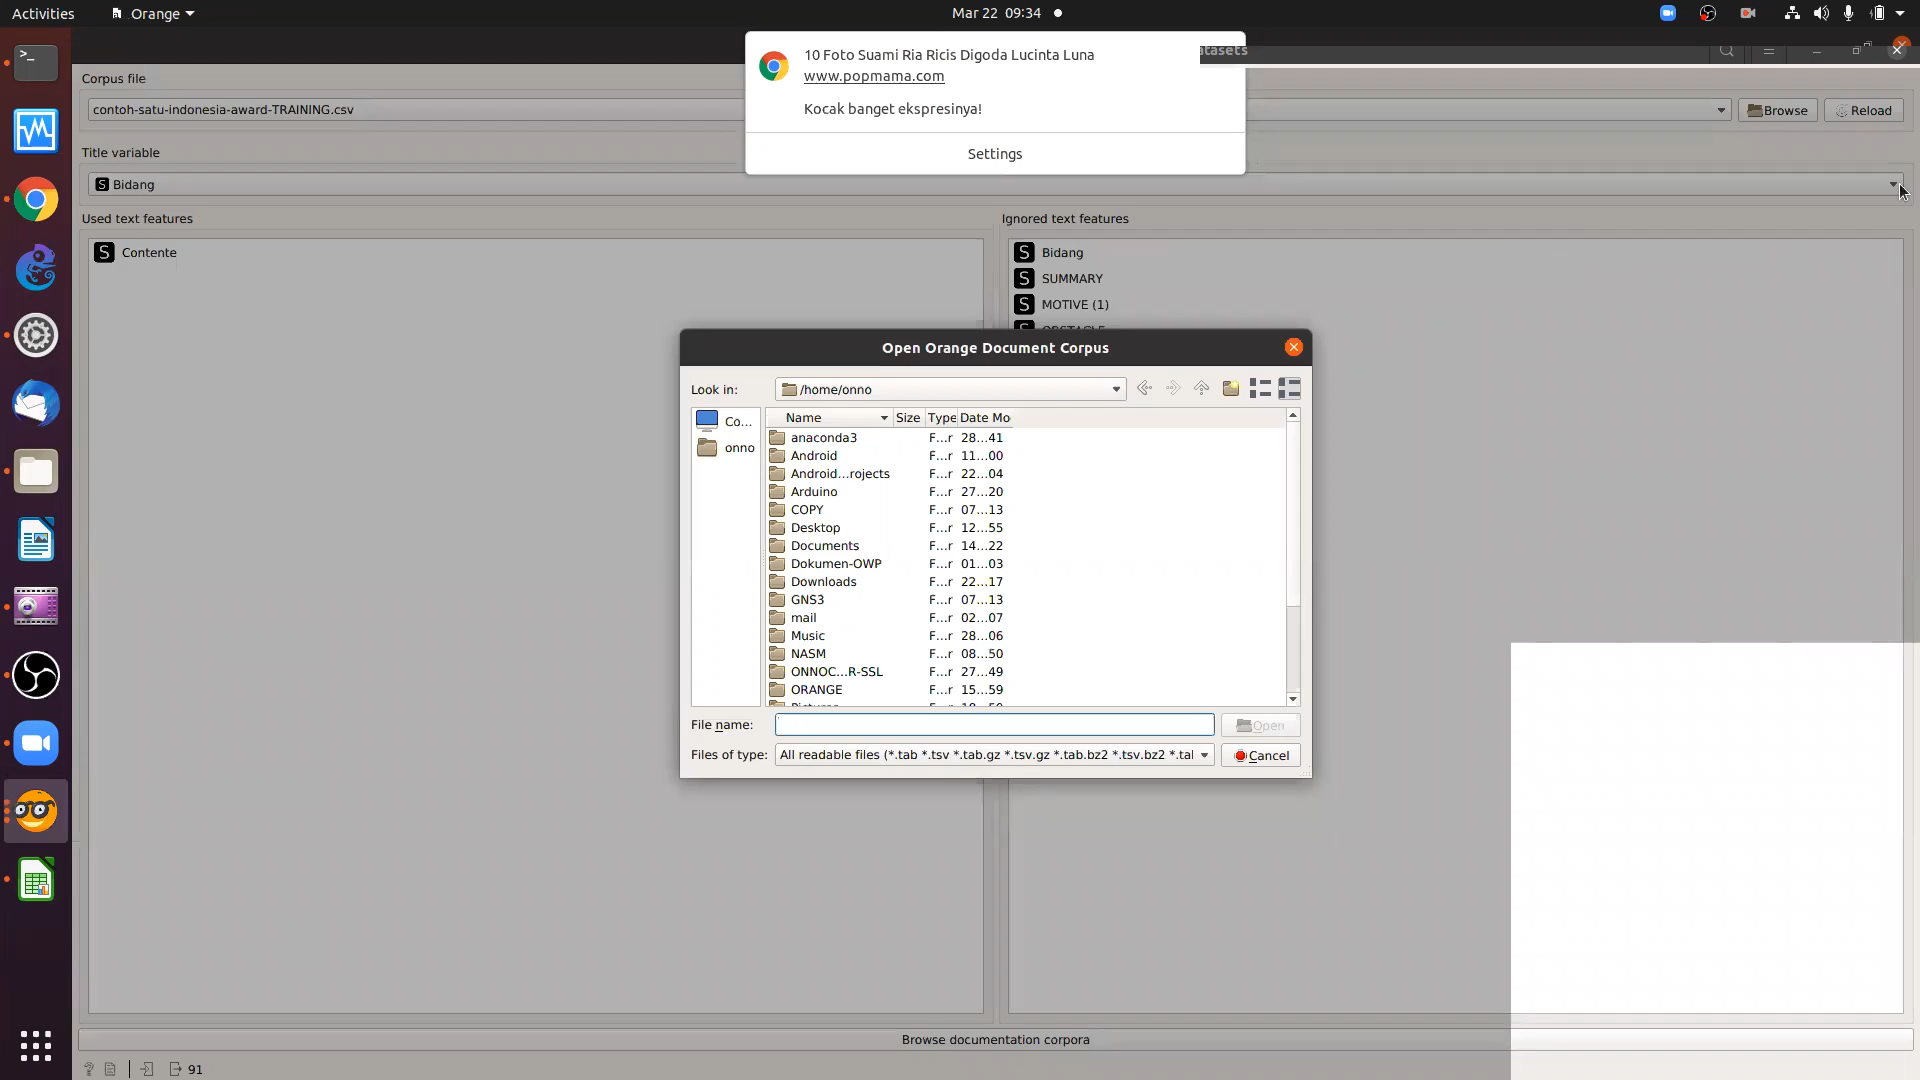 Activities
Orange
Mar 22 09:34
10 Foto Suami Ria Ricis Digoda Lucinta Luna
www.popmama.com
Kocak banget ekspresinya!
Settings
Corpus file
contoh-satu-indonesia-award-TRAINING.csv
Browse
Reload
Title variable
S Bidang
Used text features
Ignored text features
S Contente
S Bidang
S SUMMARY
S MOTIVE (1)
Open Orange Document Corpus
Look in:
/home/onno
Co...
onno
Name Size Type Date Mo
anaconda3 F...r 28...41
Android F...r 11...00
Android...rojects F...r 22...04
Arduino F...r 27...20
COPY F...r 07...13
Desktop F...r 12...55
Documents F...r 14...22
Dokumen-OWP F...r 01...03
Downloads F...r 22...17
GNS3 F...r 07...13
mail F...r 02...07
Music F...r 28...06
NASM F...r 08...50
ONNOC...R-SSL F...r 27...49
ORANGE F...r 15...59
File name:
Open
Files of type:
All readable files (*.tab *.tsv *.tab.gz *.tsv.gz *.tab.bz2 *.tsv.bz2 *.tal
Cancel
Browse documentation corpora
91